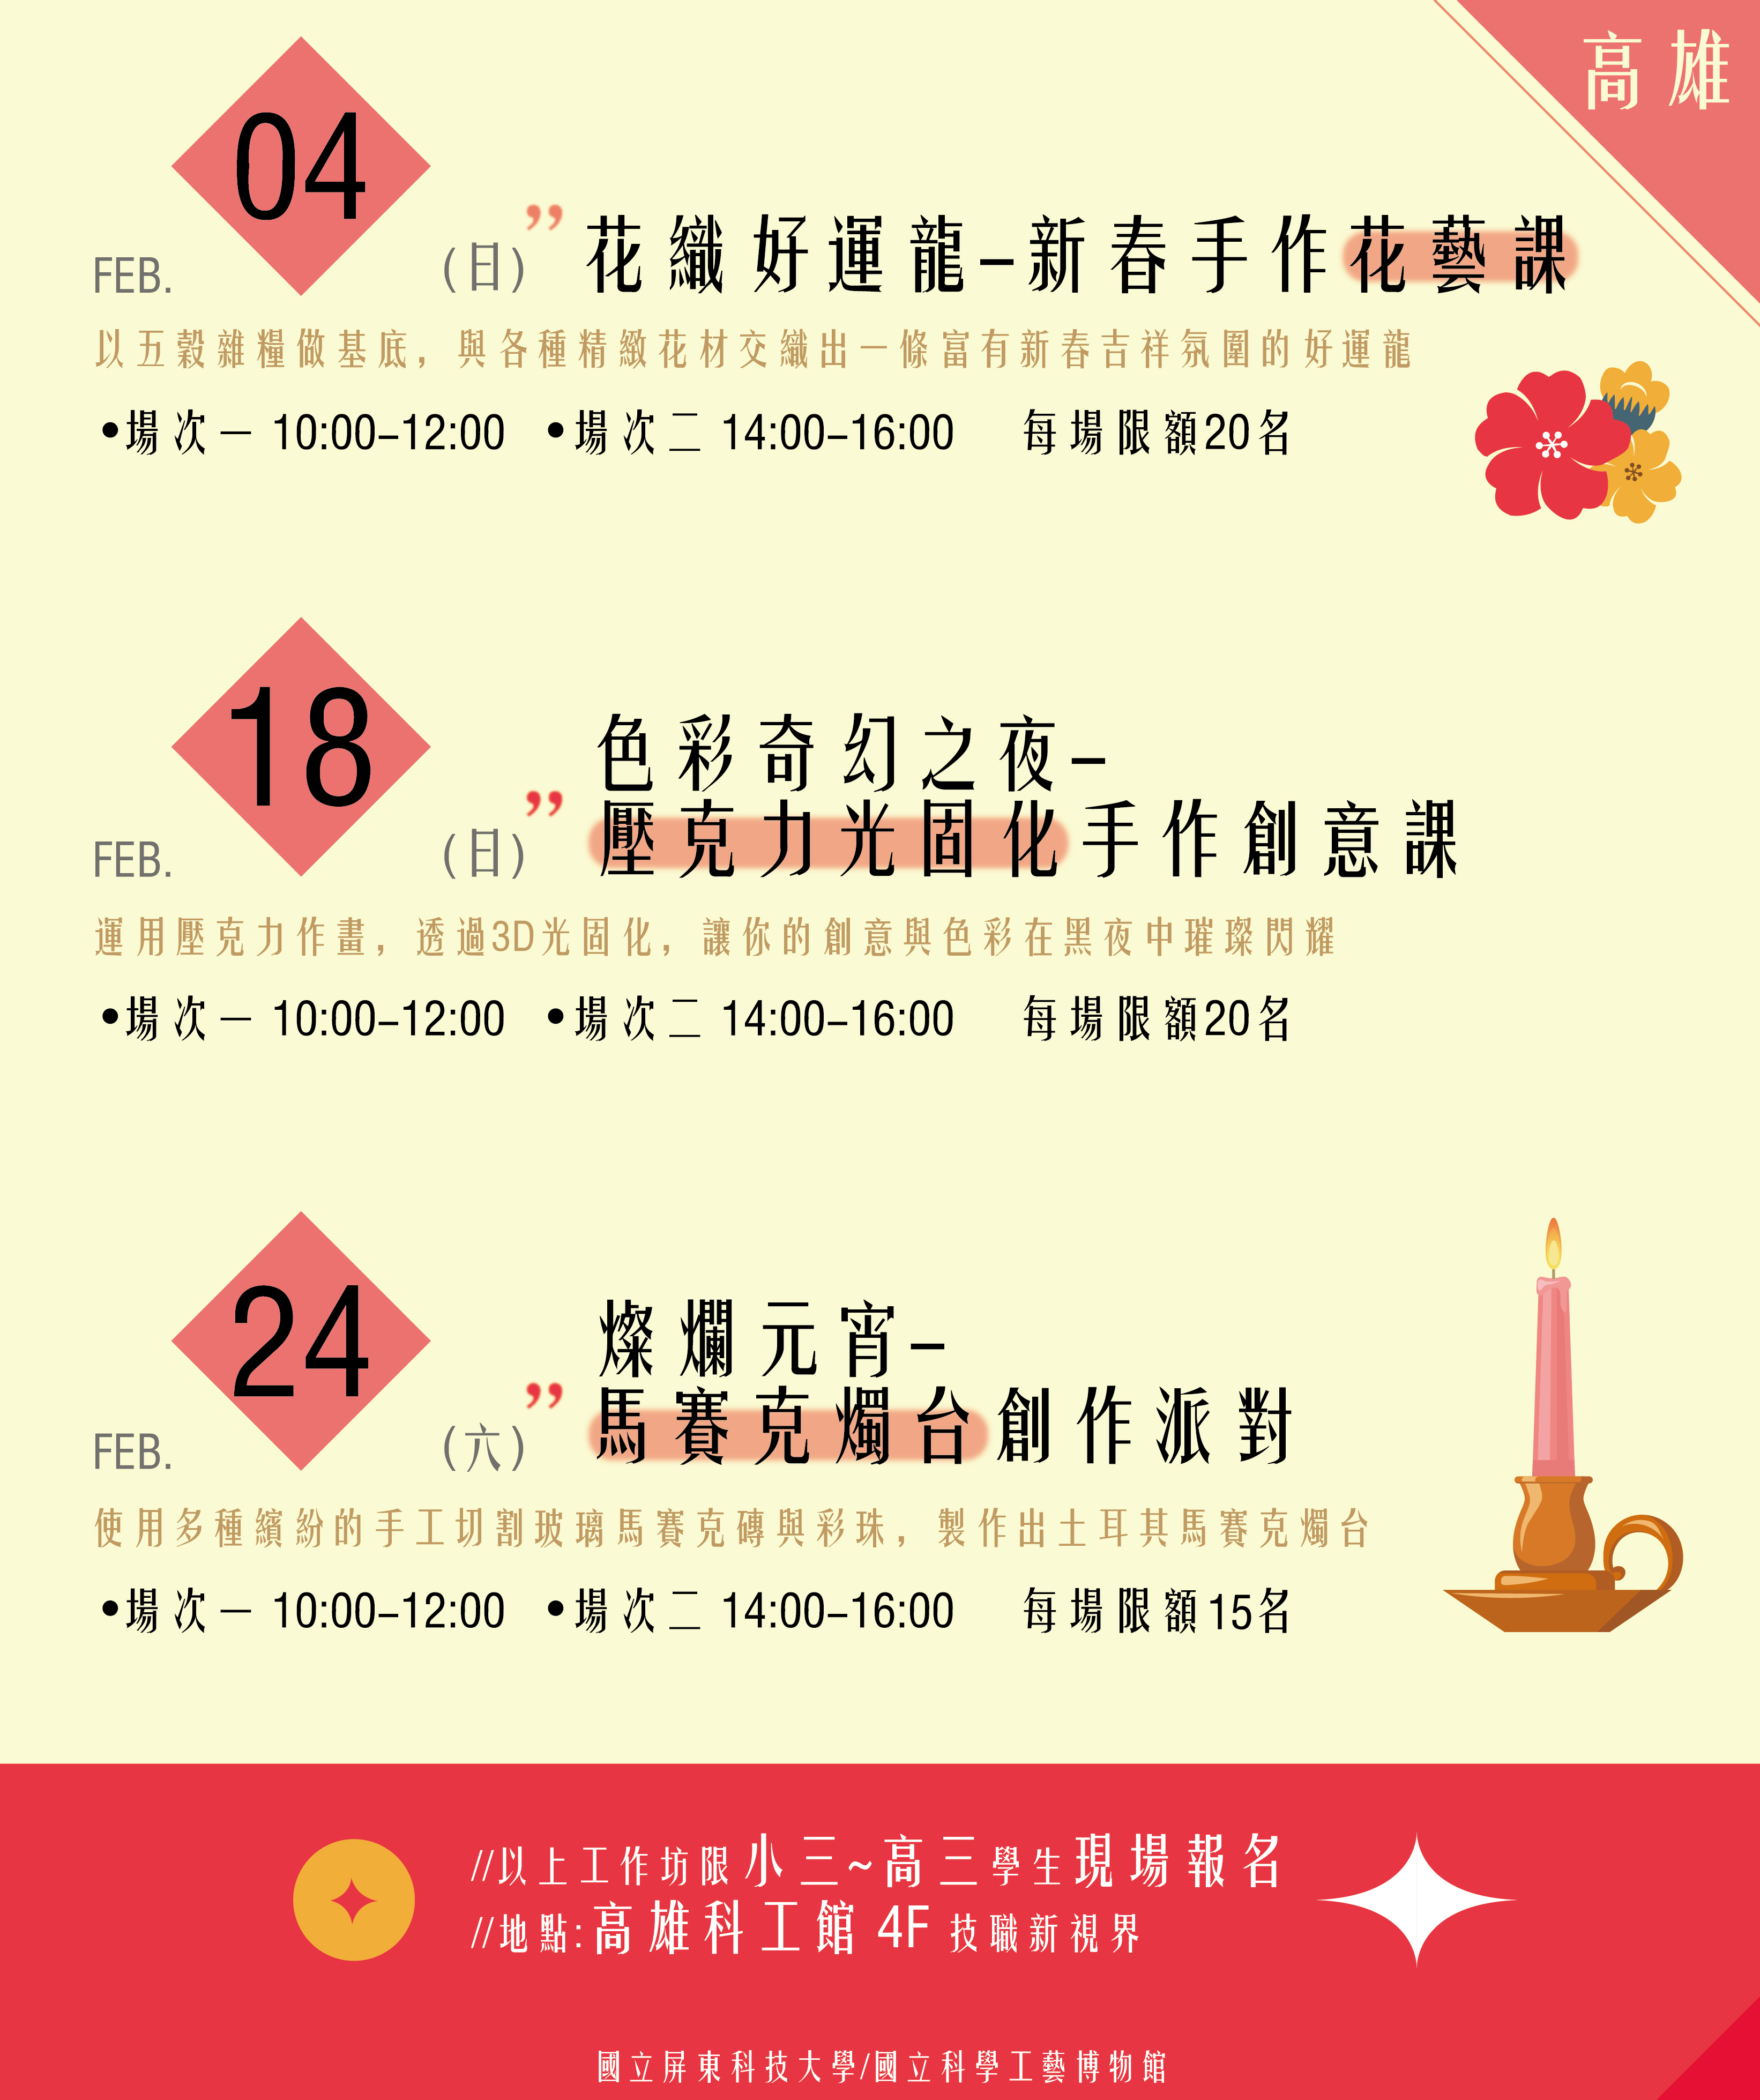 高雄
04
FEB.
(日)
花織好運龍–新春手作花藝課
以五穀雜糧做基底，與各種精緻花材交織出一條富有新春吉祥氛圍的好運龍
•場次一 10:00–12:00 •場次二 14:00–16:00 每場限額20名
18
FEB.
(日)
色彩奇幻之夜–
壓克力光固化手作創意課
運用壓克力作畫，透過3D光固化，讓你的創意與色彩在黑夜中璀璨閃耀
•場次一 10:00–12:00 •場次二 14:00–16:00 每場限額20名
24
FEB.
(六)
燦爛元宵–
馬賽克燭台創作派對
使用多種繽紛的手工切割玻璃馬賽克磚與彩珠，製作出土耳其馬賽克燭台
•場次一 10:00–12:00 •場次二 14:00–16:00 每場限額15名
//以上工作坊限小三~高三學生現場報名
//地點:高雄科工館 4F 技職新視界
國立屏東科技大學/國立科學工藝博物館